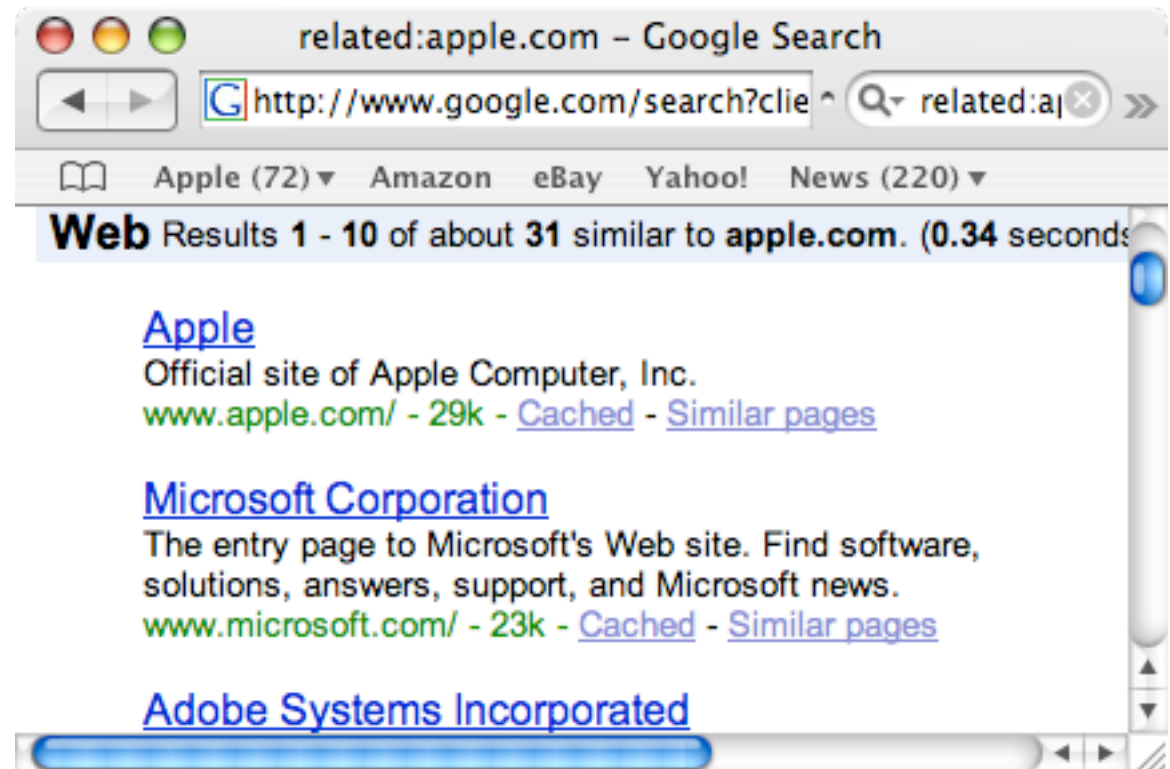 related:apple.com – Google Search
G http://www.google.com/search?clie related:a
Apple (72) Amazon eBay Yahoo! News (220)
Web Results 1 - 10 of about 31 similar to apple.com. (0.34 seconds
Apple
Official site of Apple Computer, Inc.
www.apple.com/ - 29k - Cached - Similar pages
Microsoft Corporation
The entry page to Microsoft's Web site. Find software,
solutions, answers, support, and Microsoft news.
www.microsoft.com/ - 23k - Cached - Similar pages
Adobe Systems Incorporated